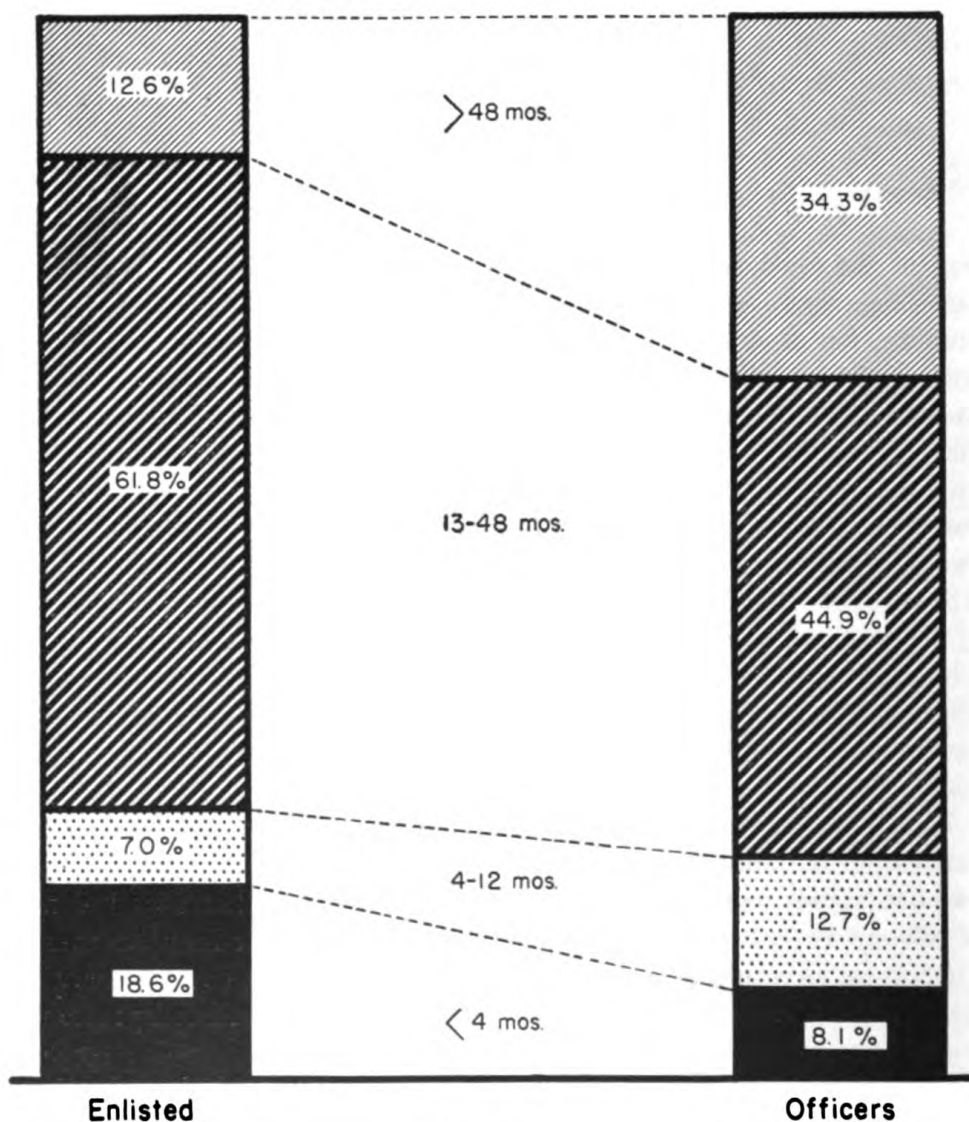 12.6%
> 48 mos.
34.3%
61.8%
13-48 mos.
44.9%
7.0%
4-12 mos.
12.7%
18.6%
< 4 mos.
8.1%
Enlisted
Officers